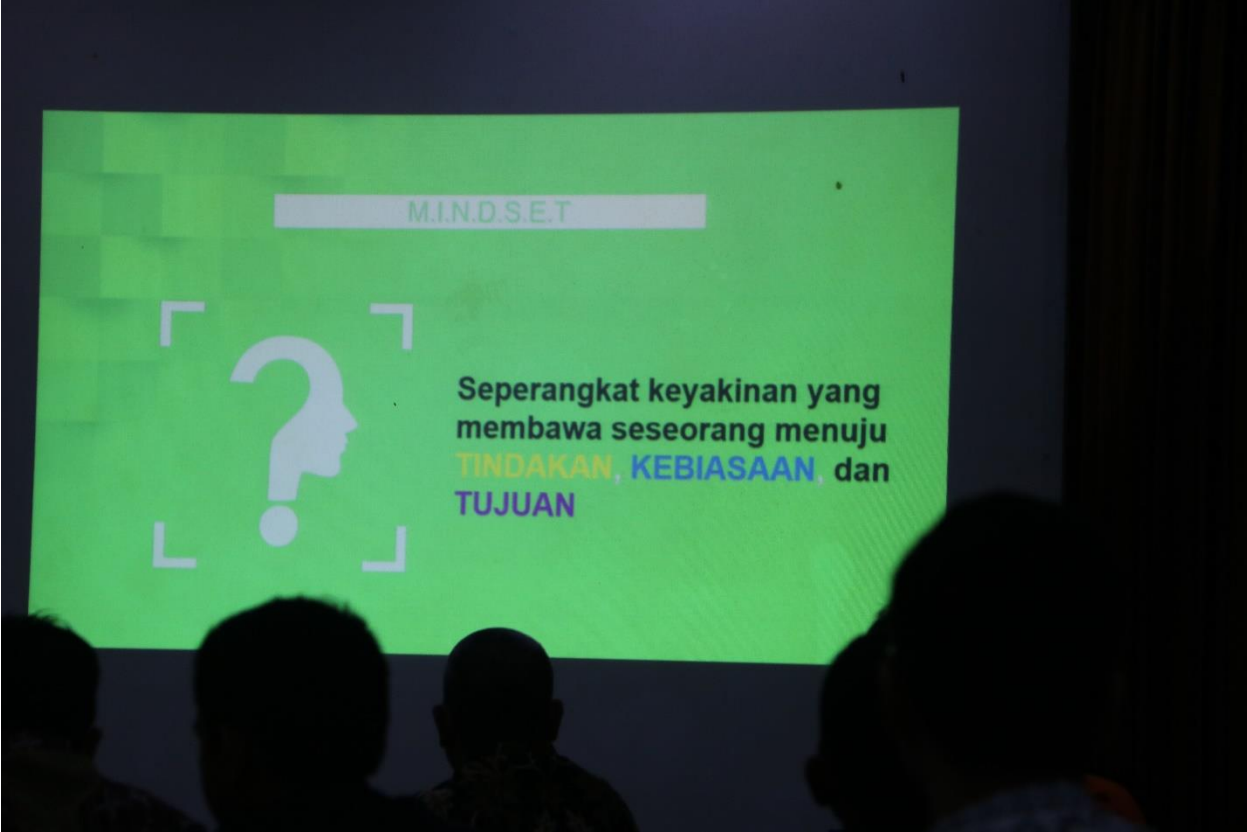 M.I.N.D.S.E.T
Seperangkat keyakinan yang
membawa seseorang menuju
TINDAKAN, KEBIASAAN, dan
TUJUAN